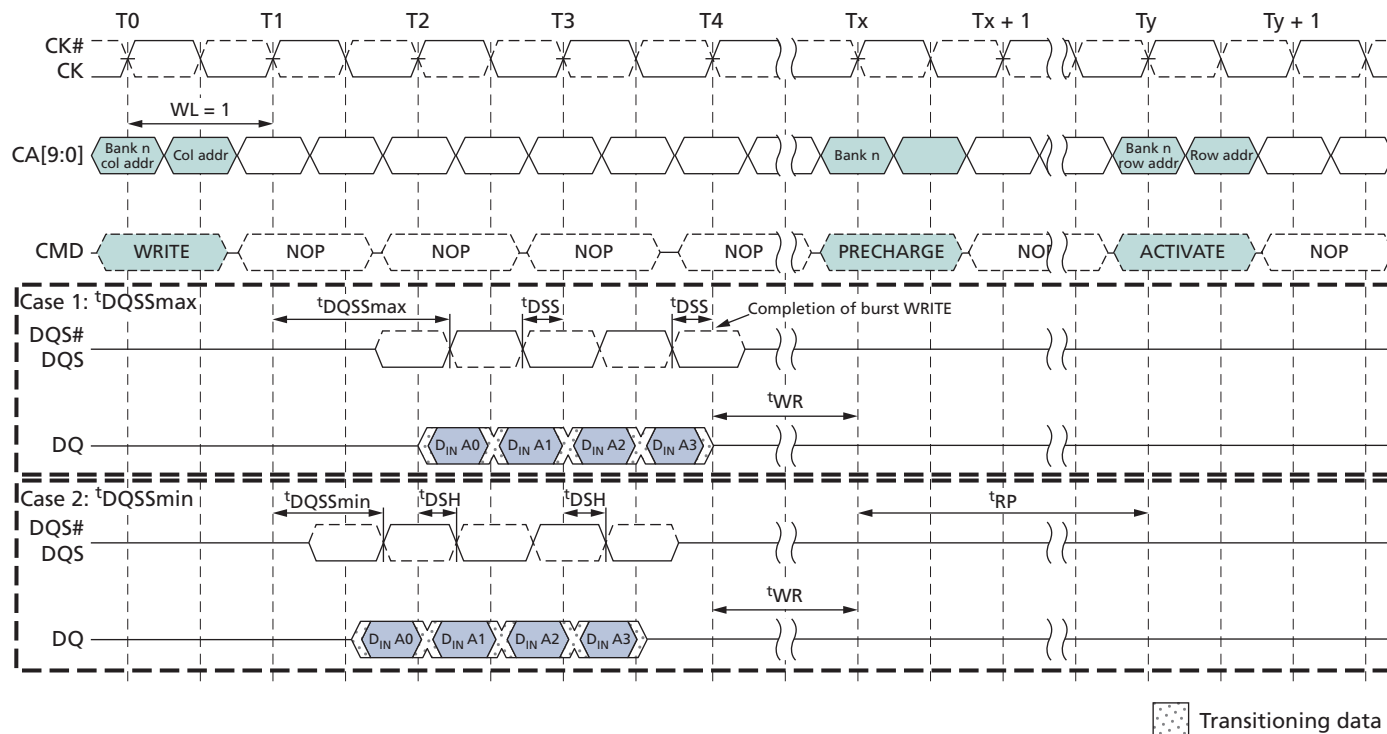 T0 T1 T2 T3 T4 Tx Tx + 1 Ty Ty + 1
CK#
CK
WL = 1
CA[9:0] Bank n col addr Col addr Bank n Bank n row addr Row addr
CMD WRITE NOP NOP NOP NOP PRECHARGE NOP ACTIVATE NOP
Case 1: tDQSSmax
tDQSSmax tDSS tDSS Completion of burst WRITE
DQS#
DQS
tWR
DQ DIN A0 DIN A1 DIN A2 DIN A3
Case 2: tDQSSmin
tDQSSmin tDSH tDSH tRP
DQS#
DQS
tWR
DQ DIN A0 DIN A1 DIN A2 DIN A3
Transitioning data